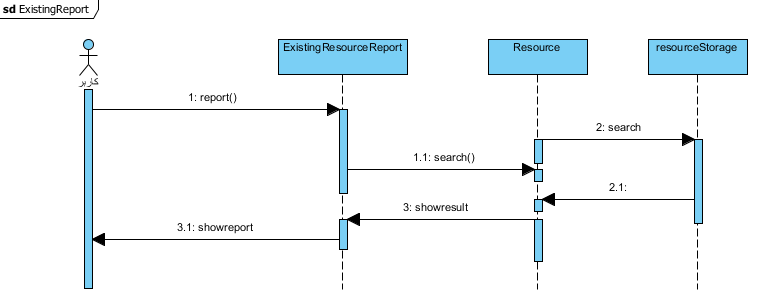 sd ExistingReport
ExistingResourceReport
Resource
resourceStorage
کاربر
1: report()
2: search
1.1: search()
2.1:
3: showresult
3.1: showreport